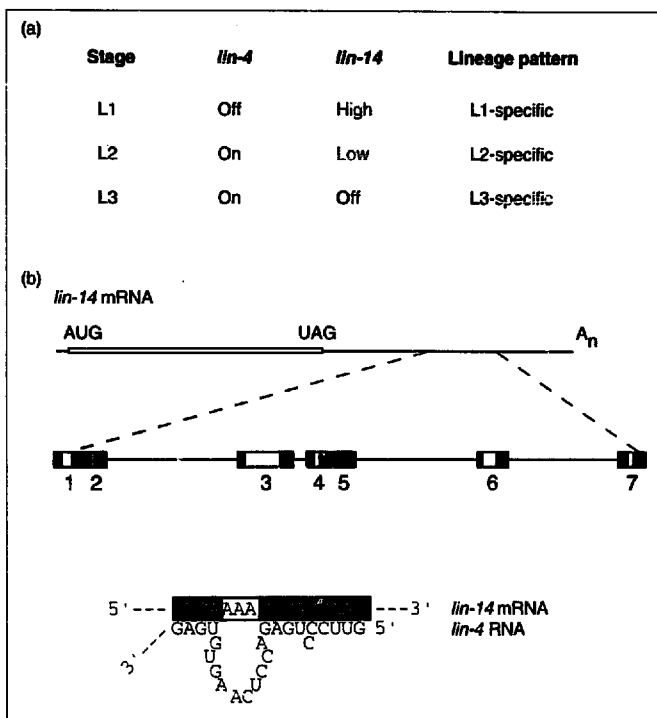 (a)
Stage lin-4 lin-14 Lineage pattern
L1 Off High L1-specific
L2 On Low L2-specific
L3 On Off L3-specific
(b)
lin-14 mRNA
AUG UAG An
1 2 3 4 5 6 7
5' AAA 3' lin-14 mRNA
GAGU GAGUCCUUG 5' lin-4 RNA
G A C
U C
3' G C
A U
AC